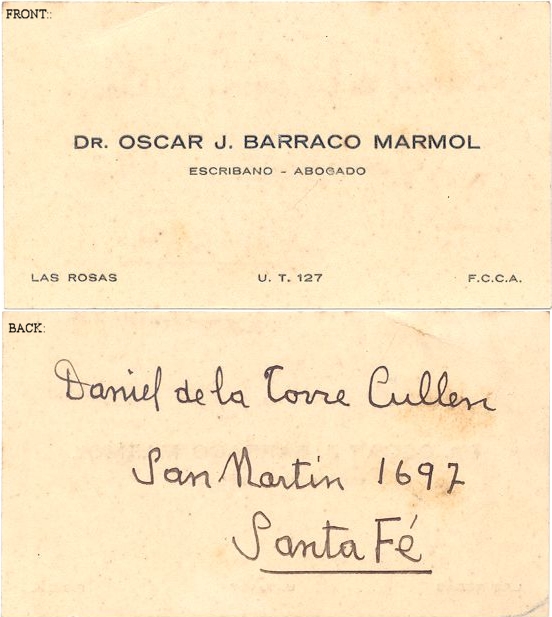 FRONT::
DR. OSCAR J. BARRACO MARMOL
ESCRIBANO - ABOGADO
LAS ROSAS U. T. 127 F.C.C.A.
BACK:
Daniel de la Torre Cullen
San Martin 1697
Santa Fé